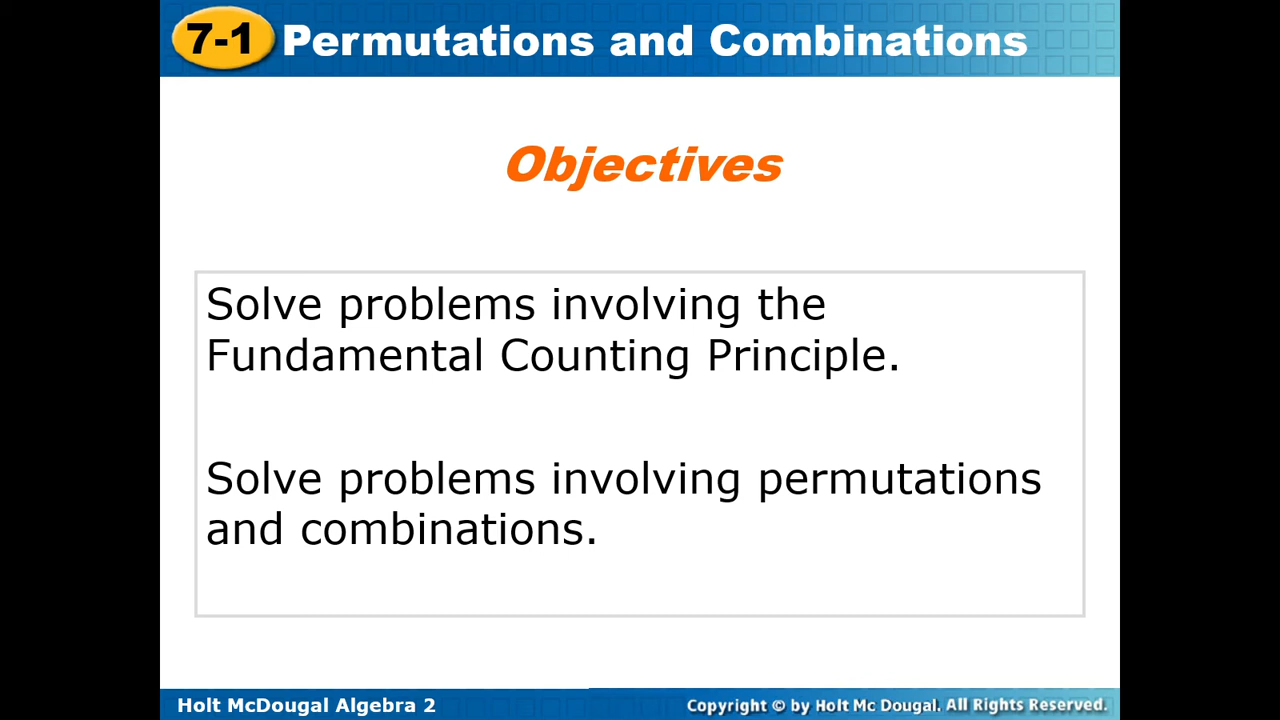 7-1 Permutations and Combinations
Objectives
Solve problems involving the
Fundamental Counting Principle.
Solve problems involving permutations
and combinations.
Holt McDougal Algebra 2
Copyright © by Holt Mc Dougal. All Rights Reserved.